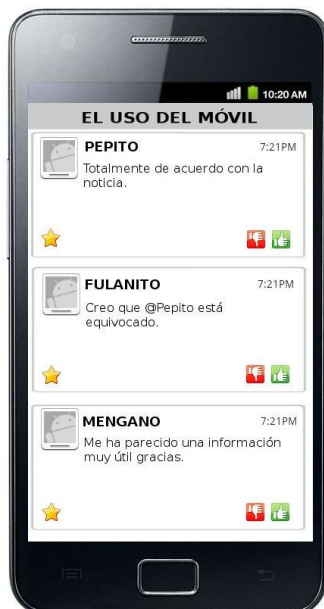 10:20 AM
EL USO DEL MÓVIL
PEPITO 7:21PM
Totalmente de acuerdo con la
noticia.
FULANITO 7:21PM
Creo que @Pepito está
equivocado.
MENGANO 7:21PM
Me ha parecido una información
muy útil gracias.